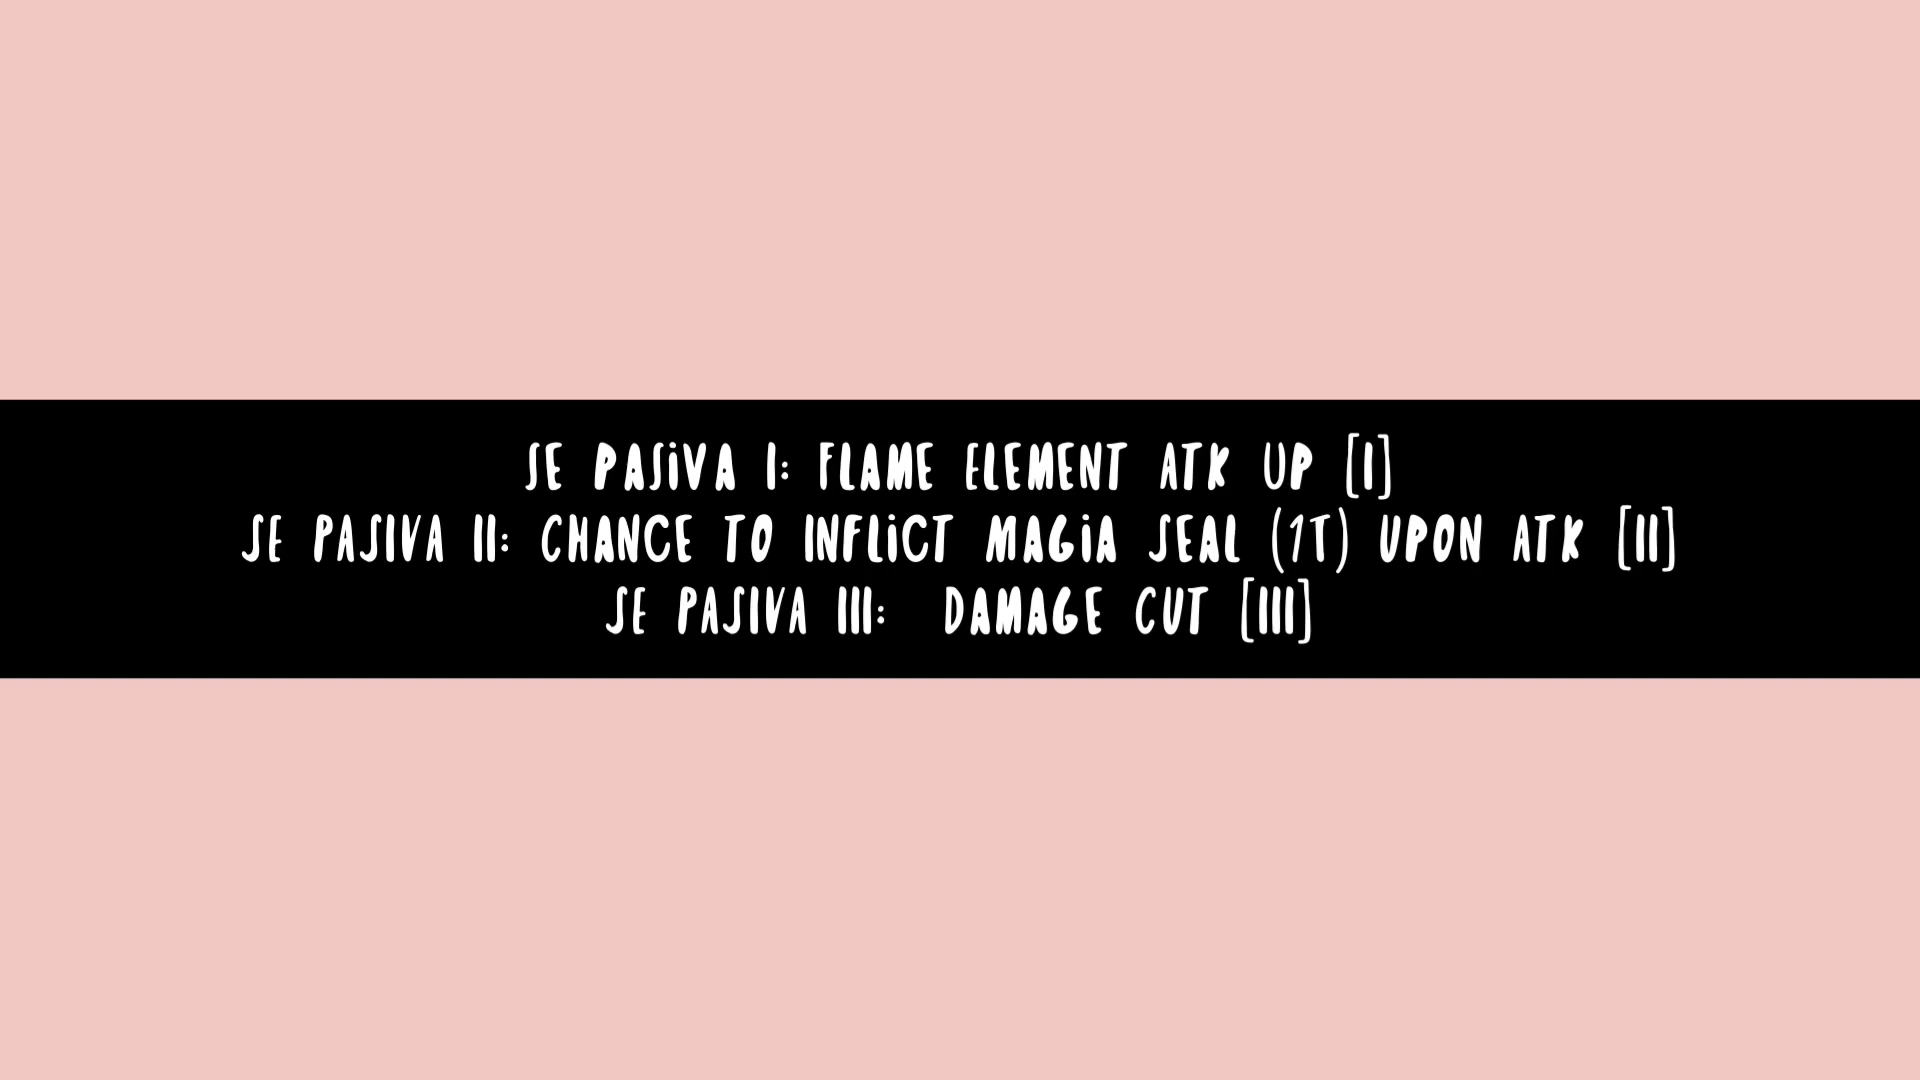 SE PASIVA I: FLAME ELEMENT ATK UP [I]
SE PASIVA II: CHANCE TO INFLICT MAGIA SEAL (1T) UPON ATK [II]
SE PASIVA III: DAMAGE CUT [III]